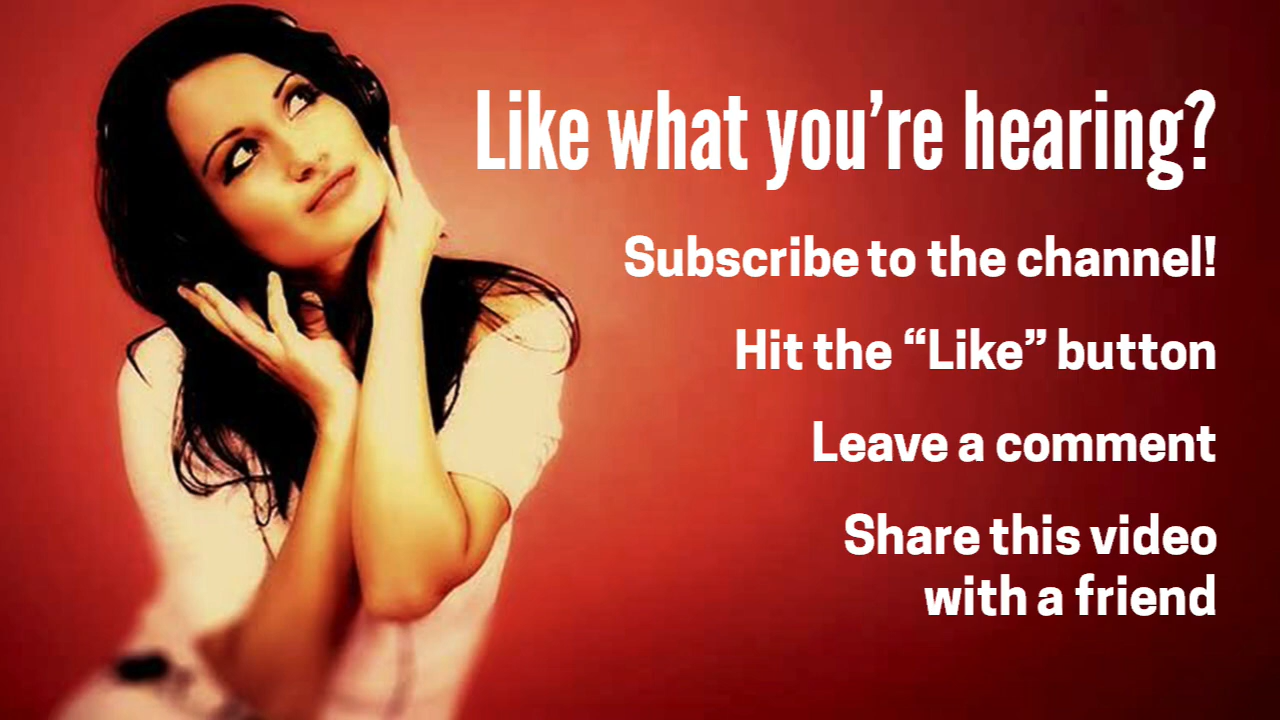 Like what you’re hearing?
Subscribe to the channel!
Hit the “Like” button
Leave a comment
Share this video
with a friend